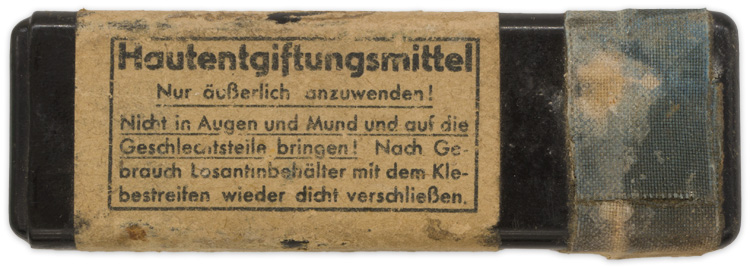 Hautentgiftungsmittel
Nur äußerlich anzuwenden!
Nicht in Augen und Mund und auf die
Geschlechtsteile bringen! Nach Ge-
brauch Losantinbehälter mit dem Kle-
bestreifen wieder dicht verschließen.